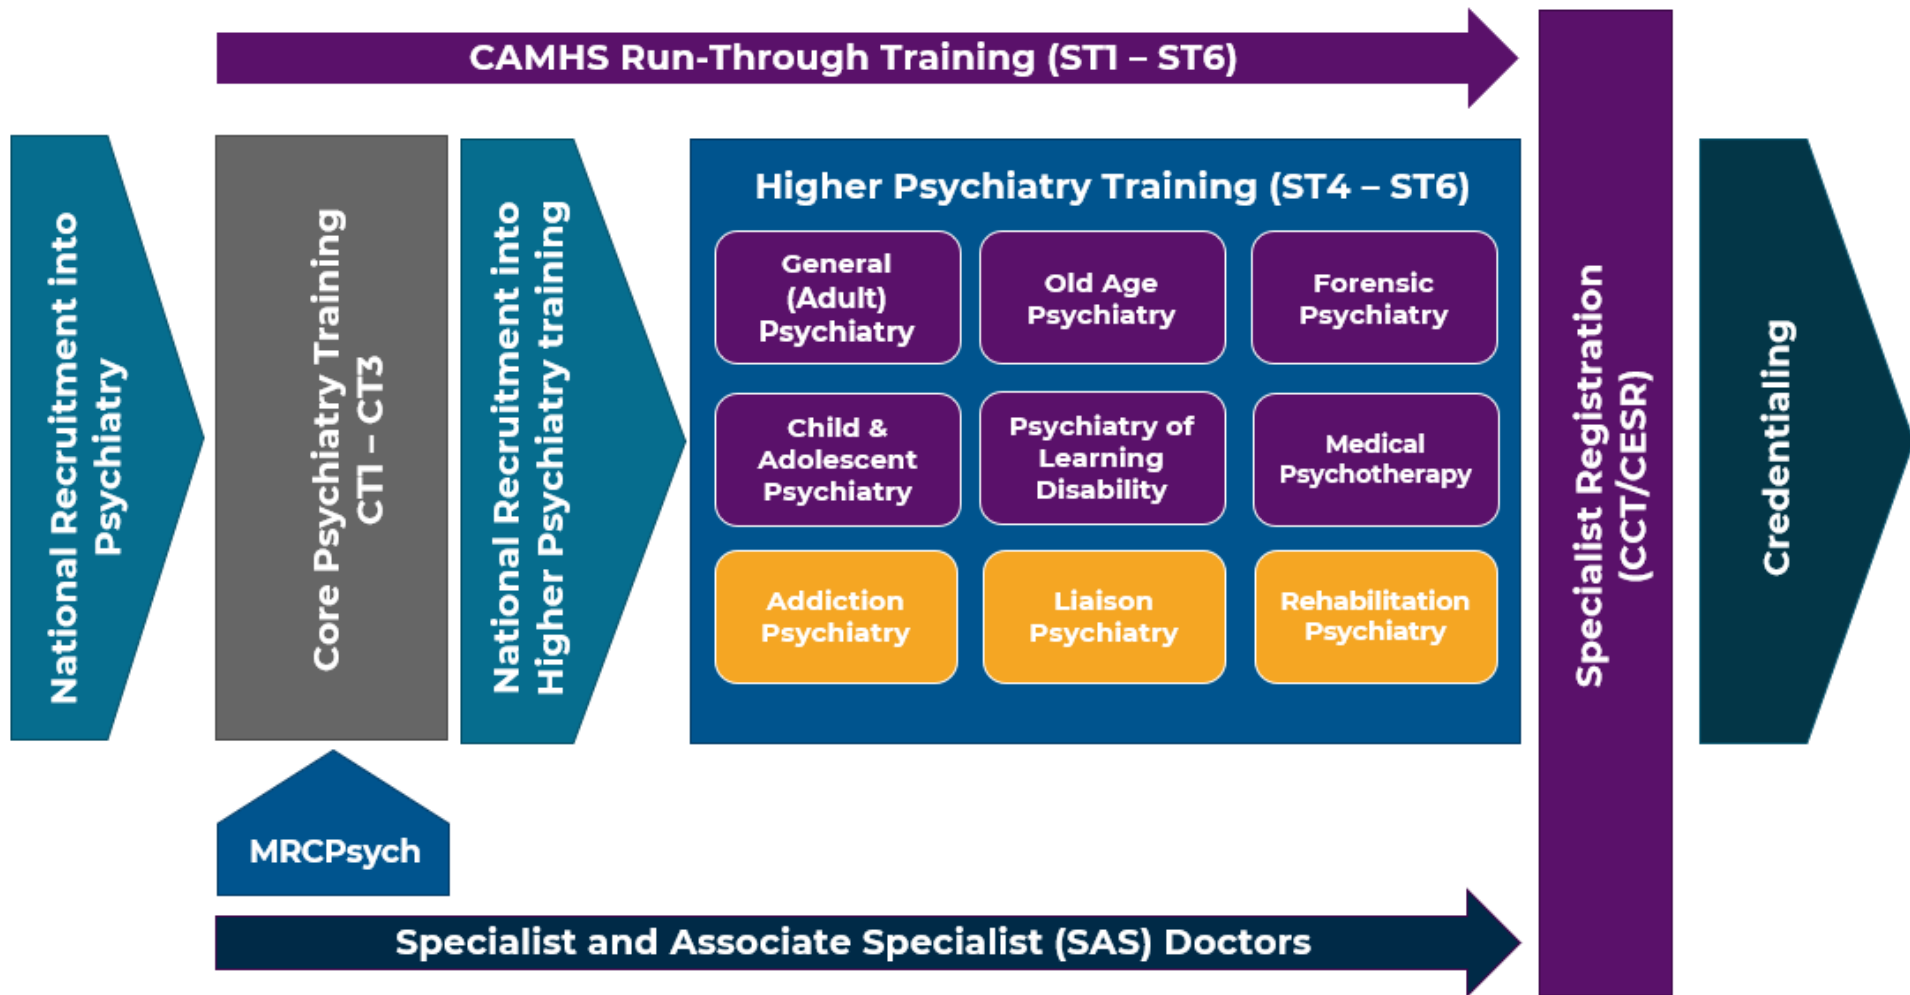 CAMHS Run-Through Training (ST1 – ST6)
National Recruitment into
Psychiatry
Core Psychiatry Training
CT1 – CT3
National Recruitment into
Higher Psychiatry training
Higher Psychiatry Training (ST4 – ST6)
General
(Adult)
Psychiatry
Old Age
Psychiatry
Forensic
Psychiatry
Child &
Adolescent
Psychiatry
Psychiatry of
Learning
Disability
Medical
Psychotherapy
Addiction
Psychiatry
Liaison
Psychiatry
Rehabilitation
Psychiatry
Specialist Registration
(CCT/CESR)
Credentialing
MRCPsych
Specialist and Associate Specialist (SAS) Doctors